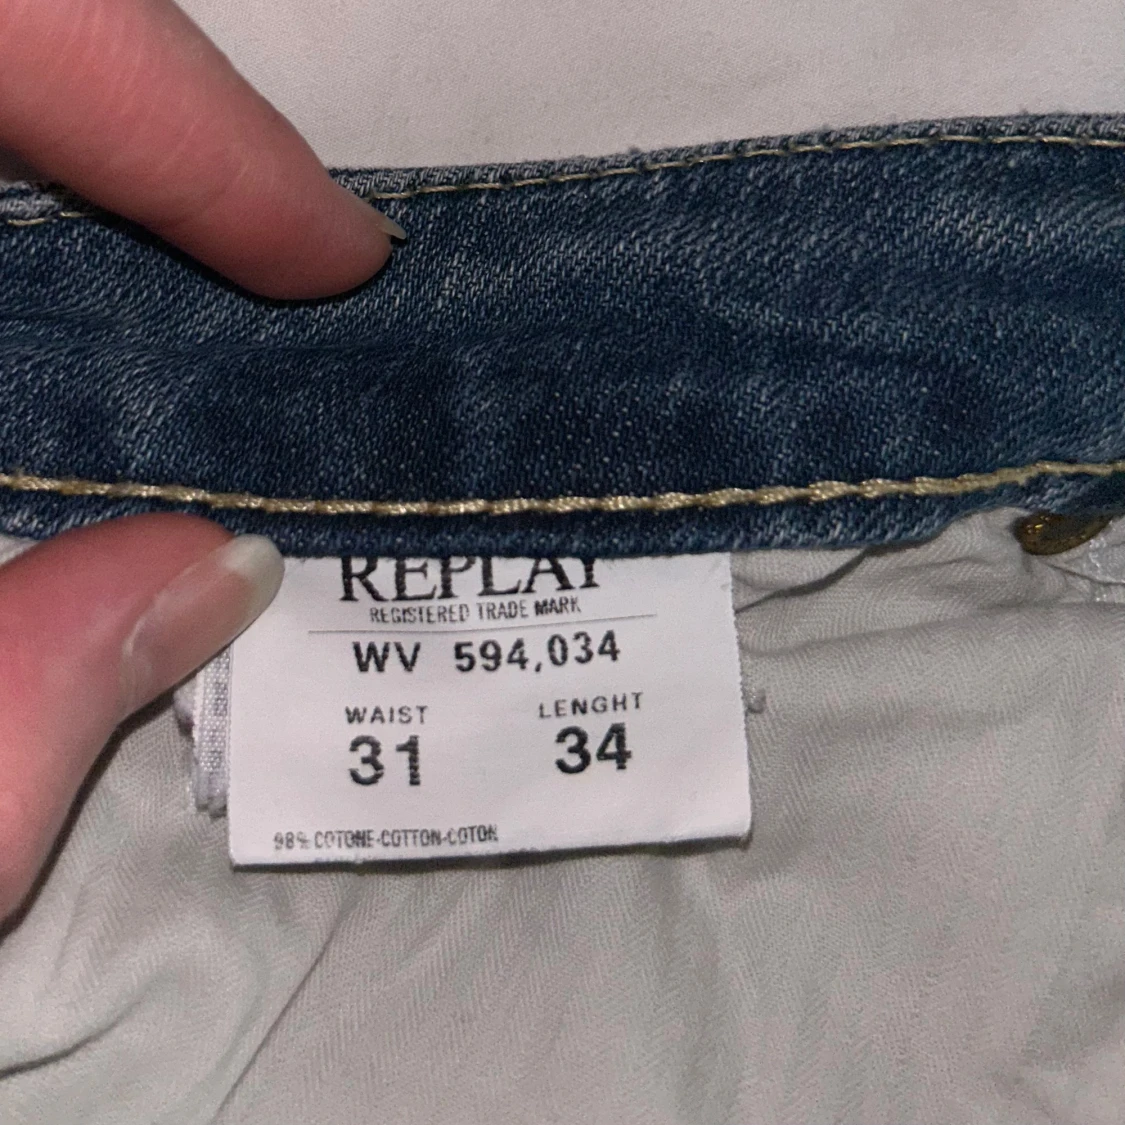 REPLAY
REGISTERED TRADE MARK
WV 594,034
WAIST LENGHT
31 34
98% COTONE-COTTON-COTON